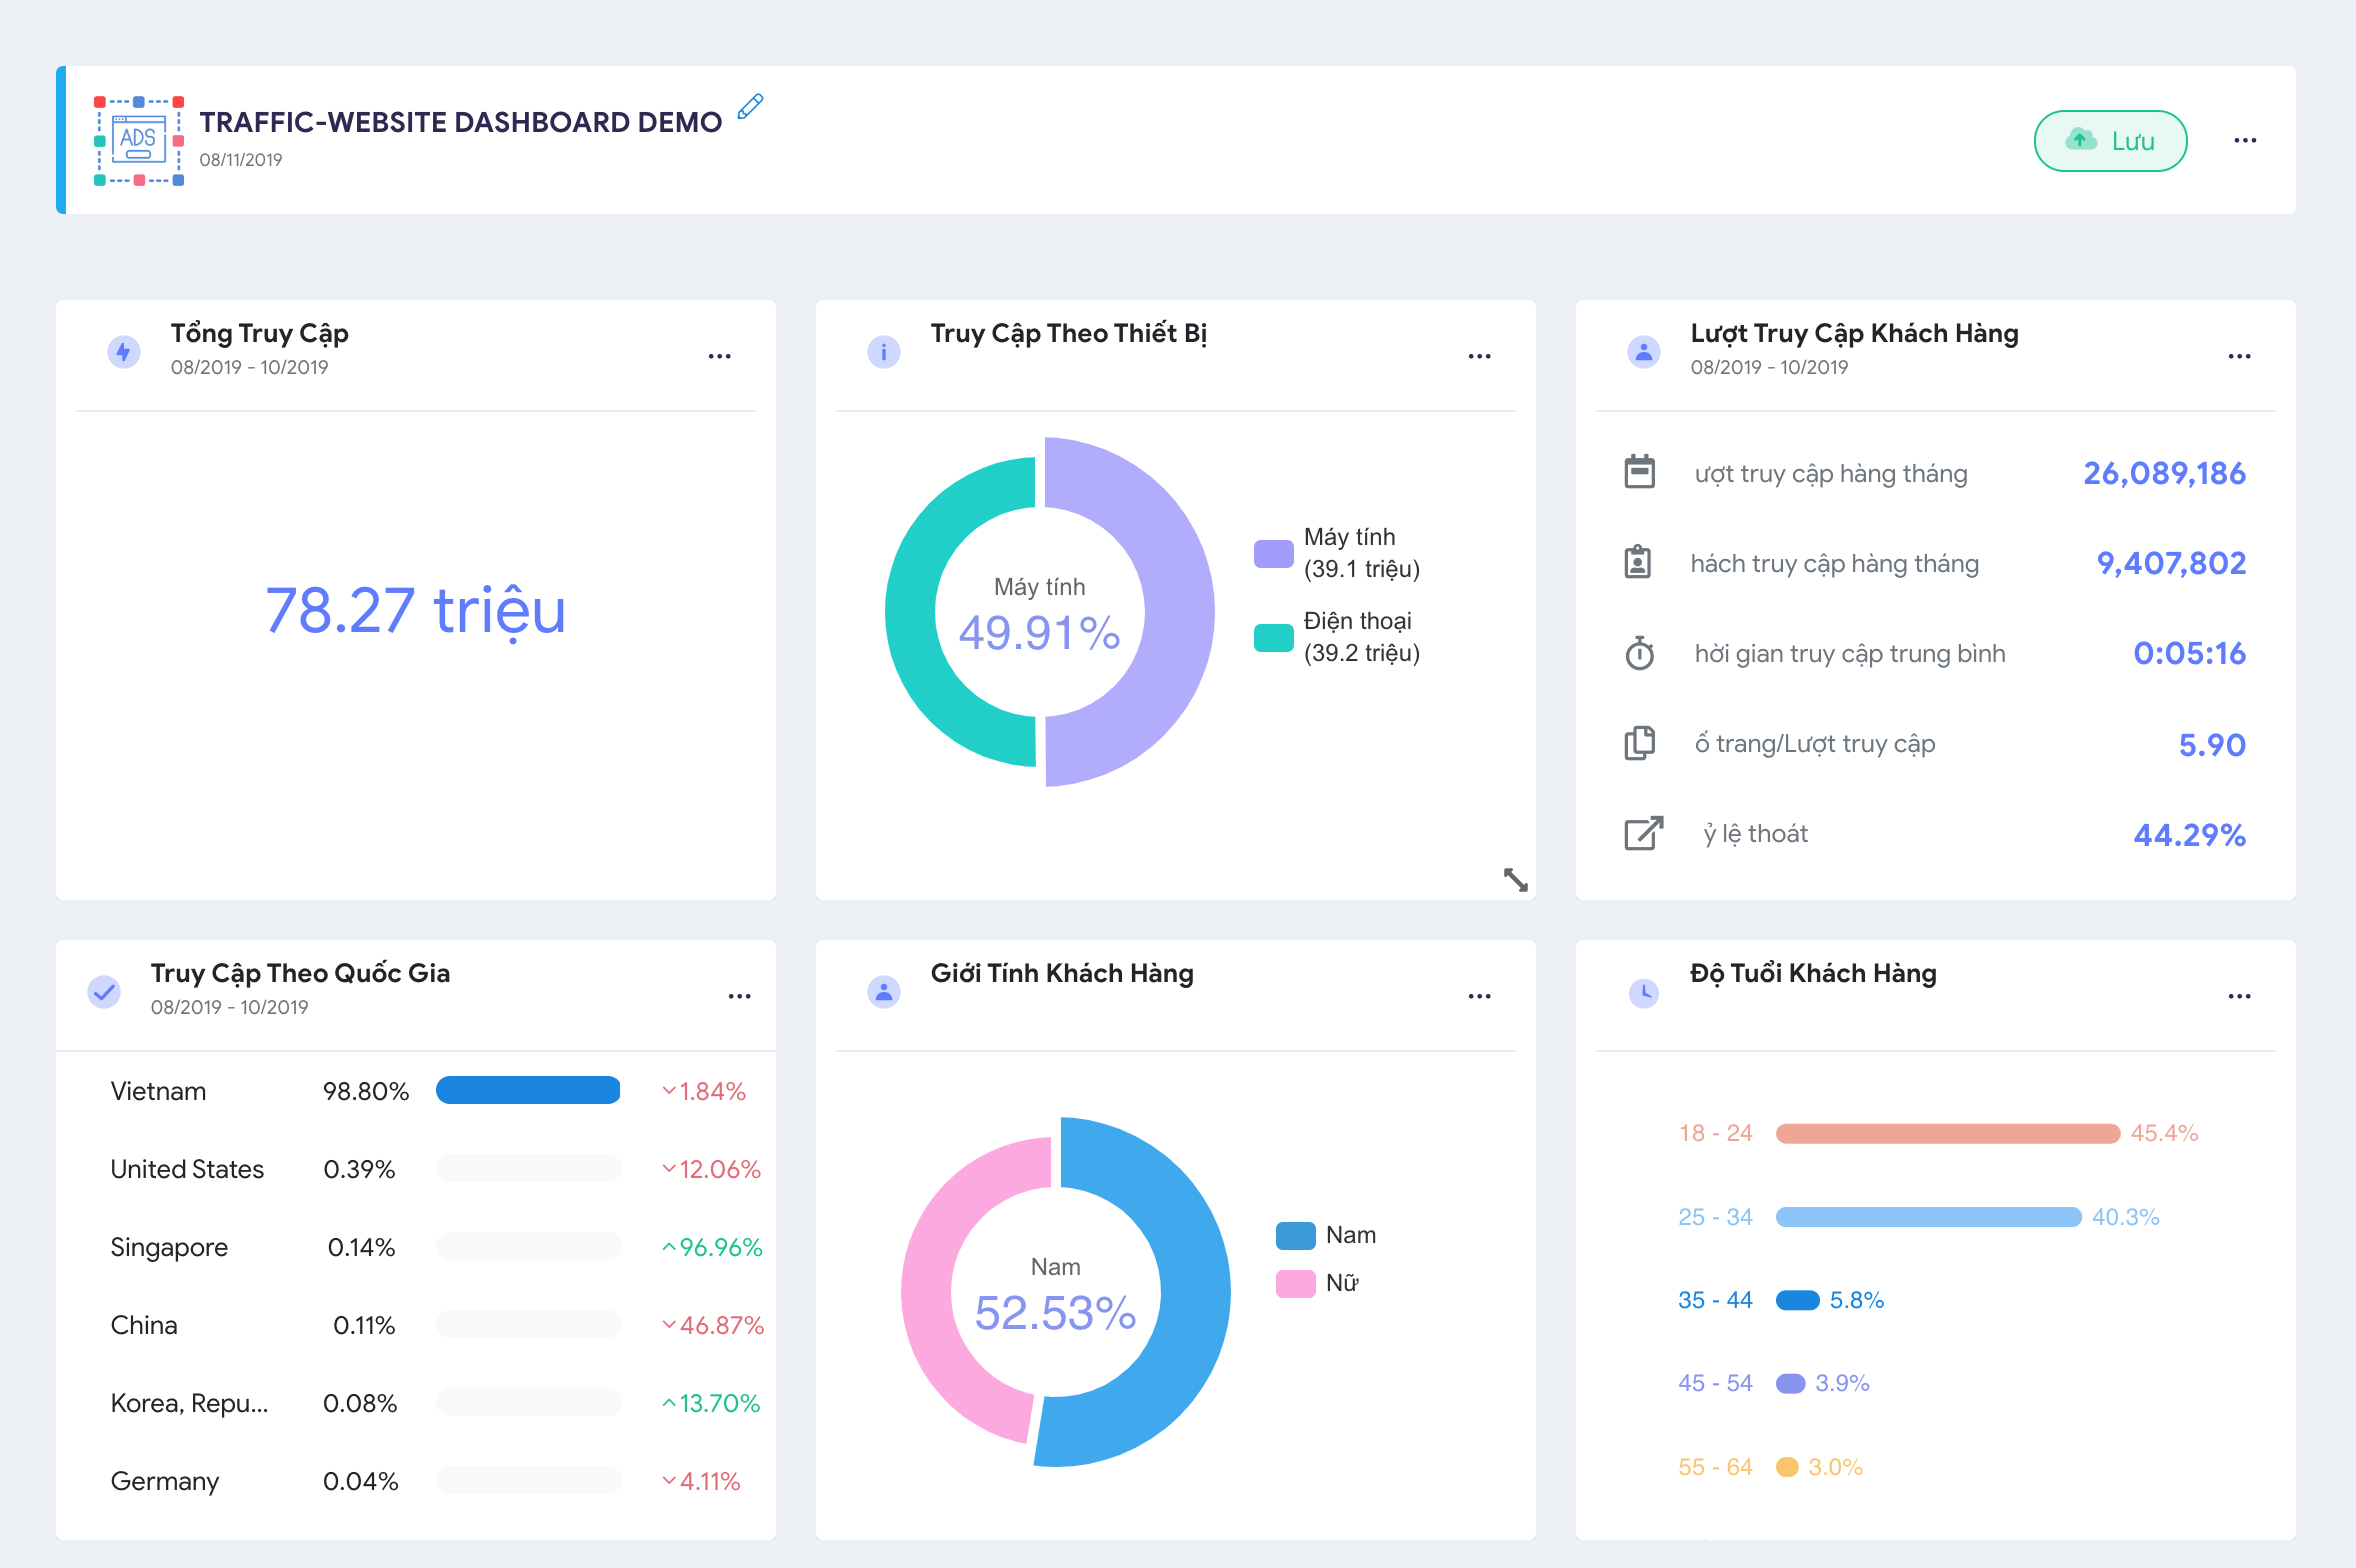 ADS
TRAFFIC-WEBSITE DASHBOARD DEMO
08/11/2019
Lưu
Tổng Truy Cập
08/2019 - 10/2019
78.27 triệu
Truy Cập Theo Thiết Bị
Máy tính
49.91%
Máy tính
(39.1 triệu)
Điện thoại
(39.2 triệu)
Lượt Truy Cập Khách Hàng
08/2019 - 10/2019
ượt truy cập hàng tháng 26,089,186
hách truy cập hàng tháng 9,407,802
hời gian truy cập trung bình 0:05:16
ố trang/Lượt truy cập 5.90
ỷ lệ thoát 44.29%
Truy Cập Theo Quốc Gia
08/2019 - 10/2019
Vietnam 98.80% 1.84%
United States 0.39% 12.06%
Singapore 0.14% 96.96%
China 0.11% 46.87%
Korea, Repu... 0.08% 13.70%
Germany 0.04% 4.11%
Giới Tính Khách Hàng
Nam
52.53%
Nam
Nữ
Độ Tuổi Khách Hàng
18 - 24 45.4%
25 - 34 40.3%
35 - 44 5.8%
45 - 54 3.9%
55 - 64 3.0%